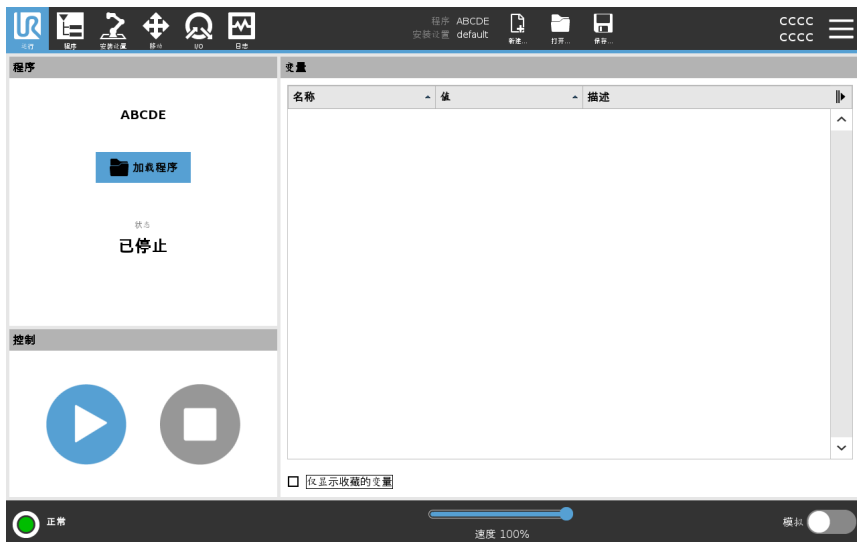 UR
运行
程序
安装设置
移动
I/O
日志
程序 ABCDE
安装设置 default
新建...
打开...
保存...
CCCC
CCCC
程序
ABCDE
加载程序
状态
已停止
控制
变量
名称
值
描述
仅显示收藏的变量
正常
速度 100%
模拟